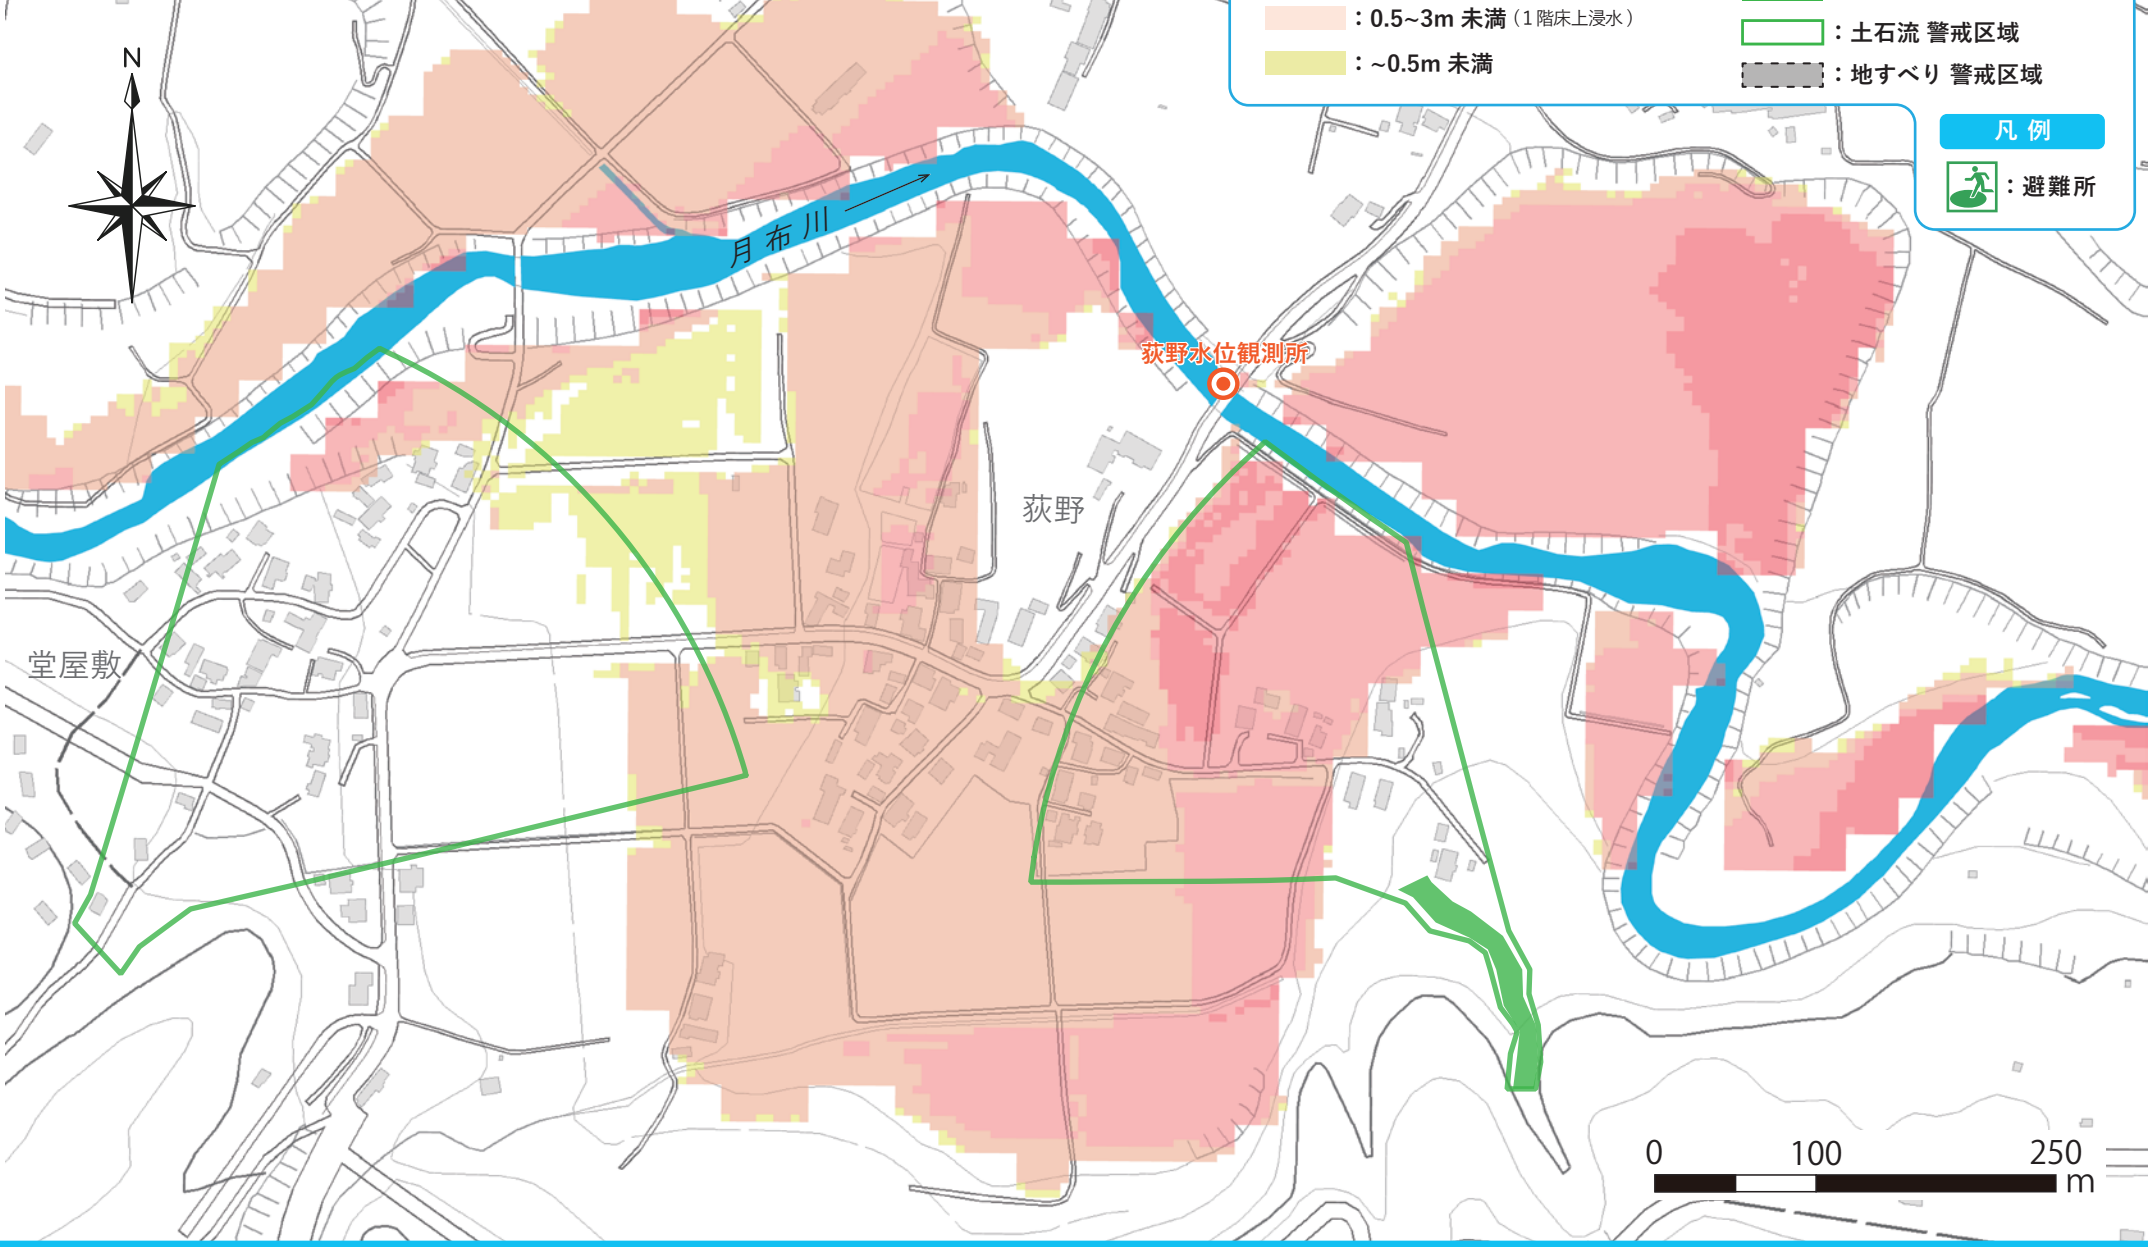 ：0.5~3m 未満（１階床上浸水）
：~0.5m 未満
：土石流 警戒区域
：地すべり 警戒区域
凡 例
：避難所
N
月布川
荻野水位観測所
荻野
堂屋敷
0 100 250
m